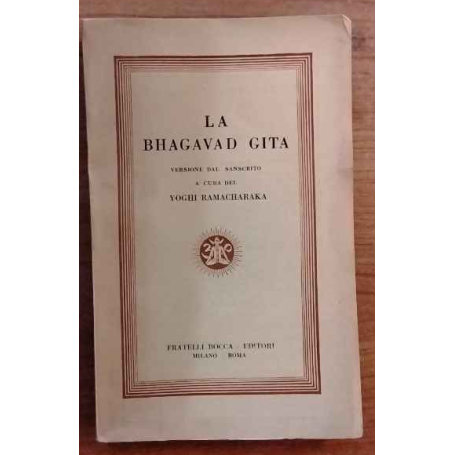 LA
BHAGAVAD GITA
VERSIONE DAL SANSCRITO
A CURA DEL
YOGHI RAMACHARAKA
FRATELLI BOCCA - EDITORI
MILANO - ROMA